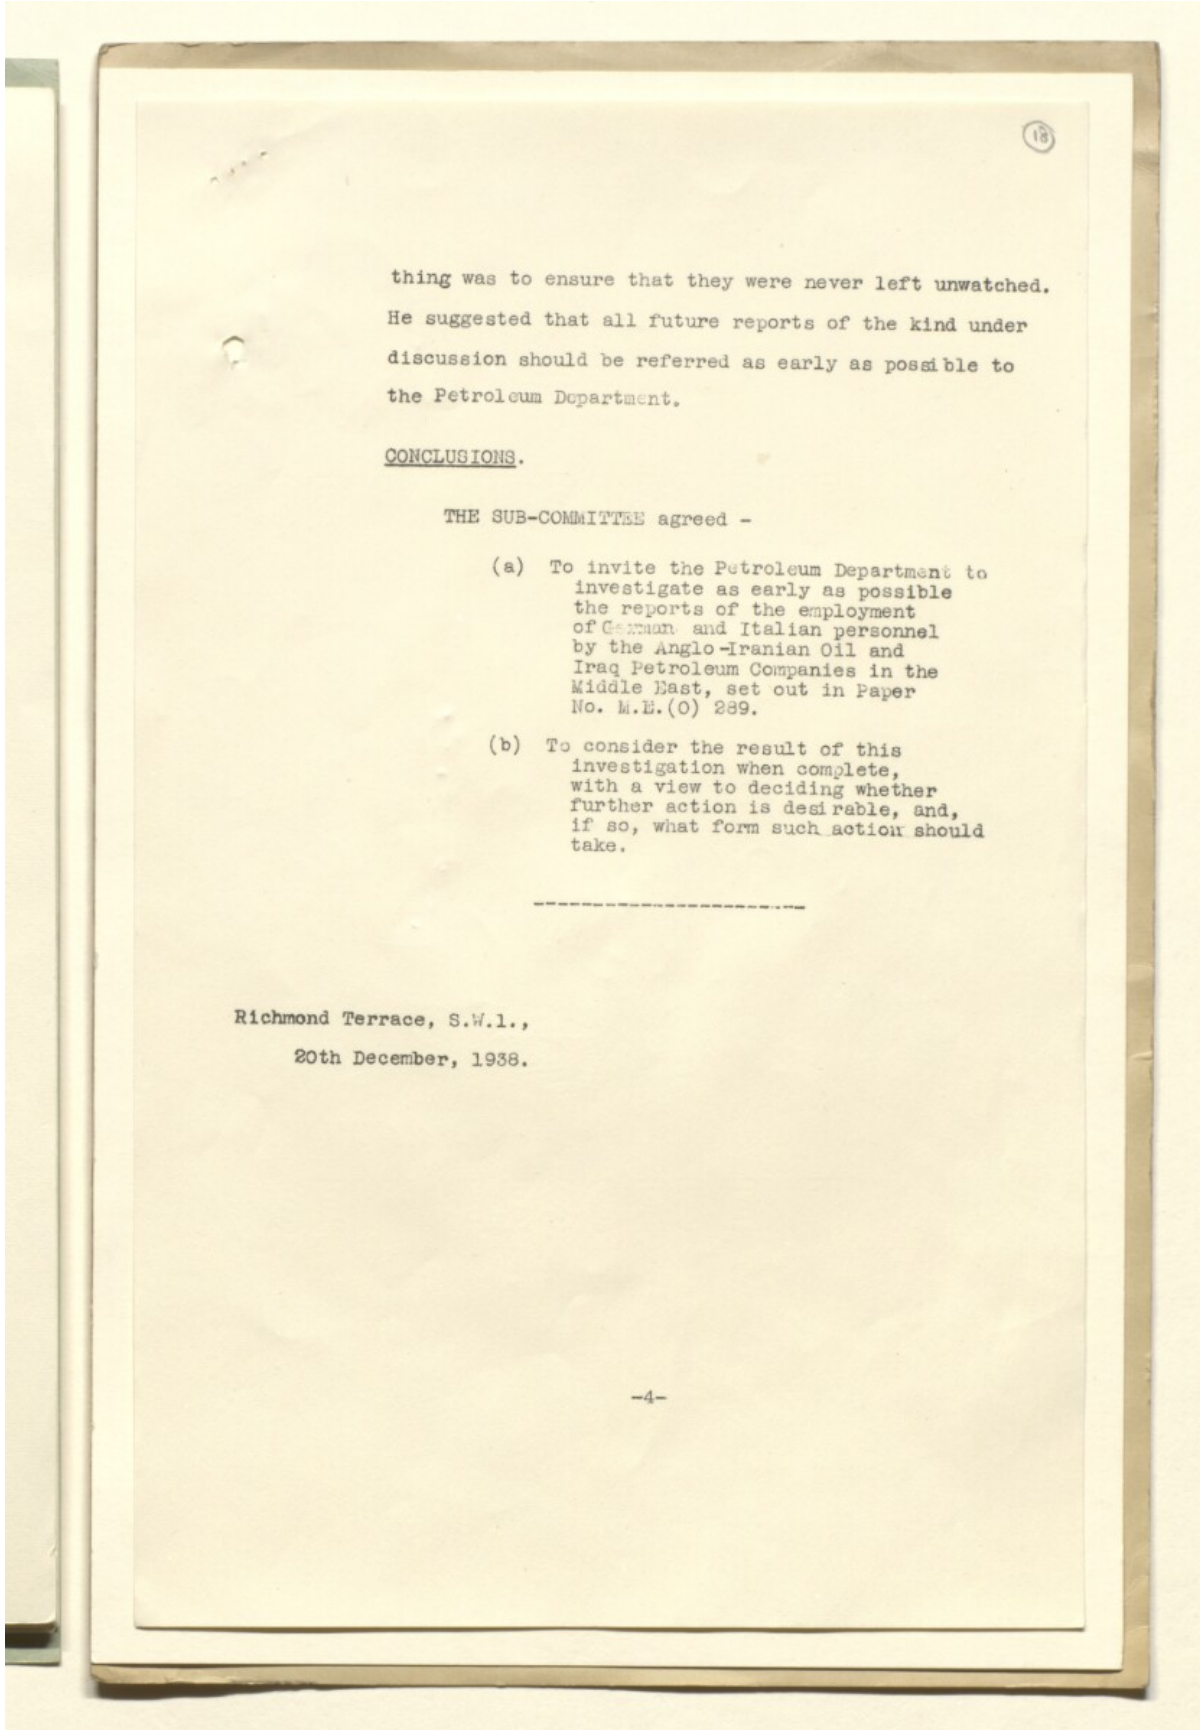 18
thing was to ensure that they were never left unwatched.
He suggested that all future reports of the kind under
discussion should be referred as early as possible to
the Petroleum Department.
CONCLUSIONS.
THE SUB-COMMITTEE agreed -
(a) To invite the Petroleum Department to
investigate as early as possible
the reports of the employment
of German and Italian personnel
by the Anglo-Iranian Oil and
Iraq Petroleum Companies in the
Middle East, set out in Paper
No. M.E.(O) 289.
(b) To consider the result of this
investigation when complete,
with a view to deciding whether
further action is desirable, and,
if so, what form such action should
take.
------------------------
Richmond Terrace, S.W.1.,
20th December, 1938.
-4-